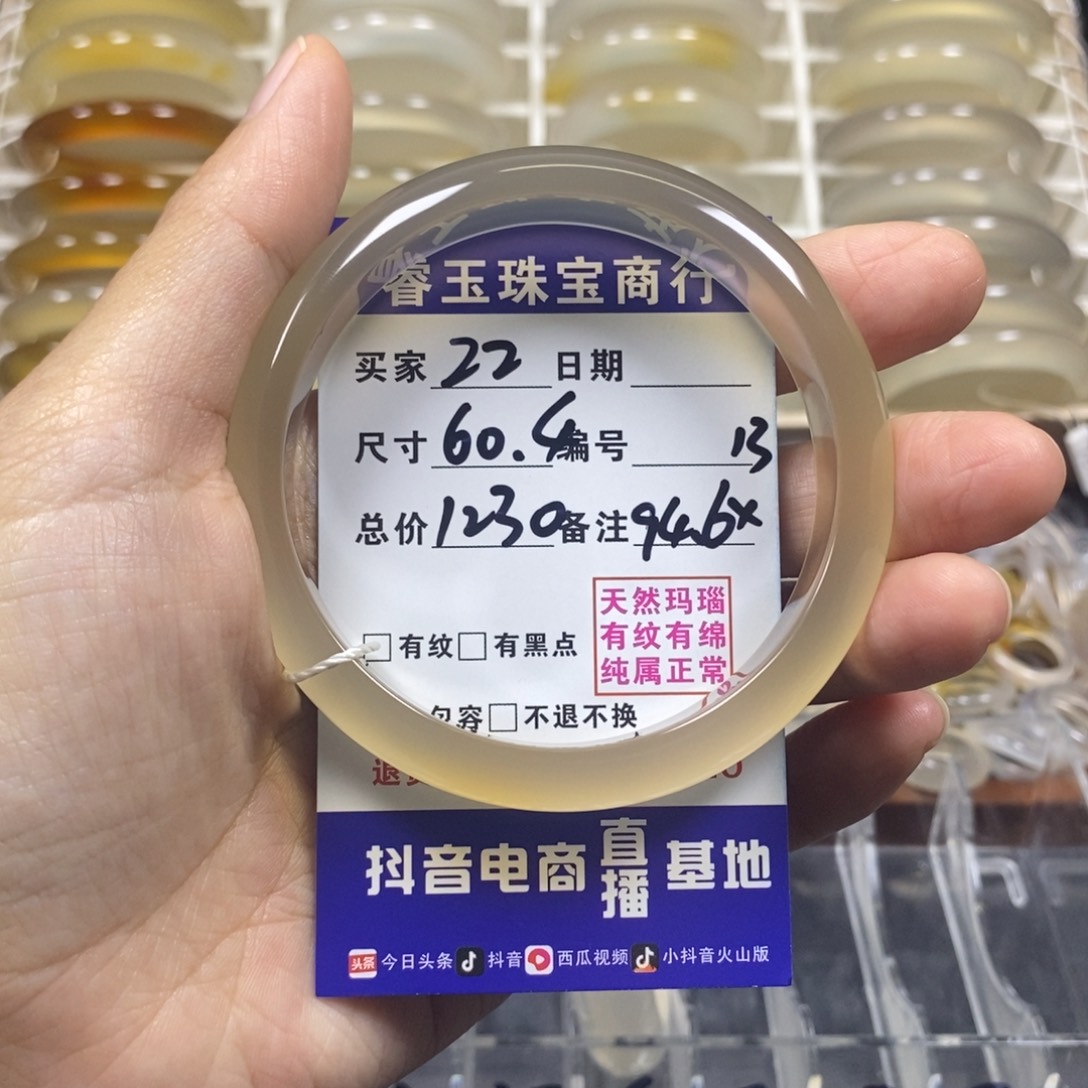 睿玉珠宝商行
买家 22 日期
尺寸 60.4 编号 13
总价 1230 备注 94.6x
天然玛瑙
有纹有绵
纯属正常
□有纹□有黑点
包容□不退不换
抖音电商直播基地
头条 今日头条 抖音 西瓜视频 小抖音火山版